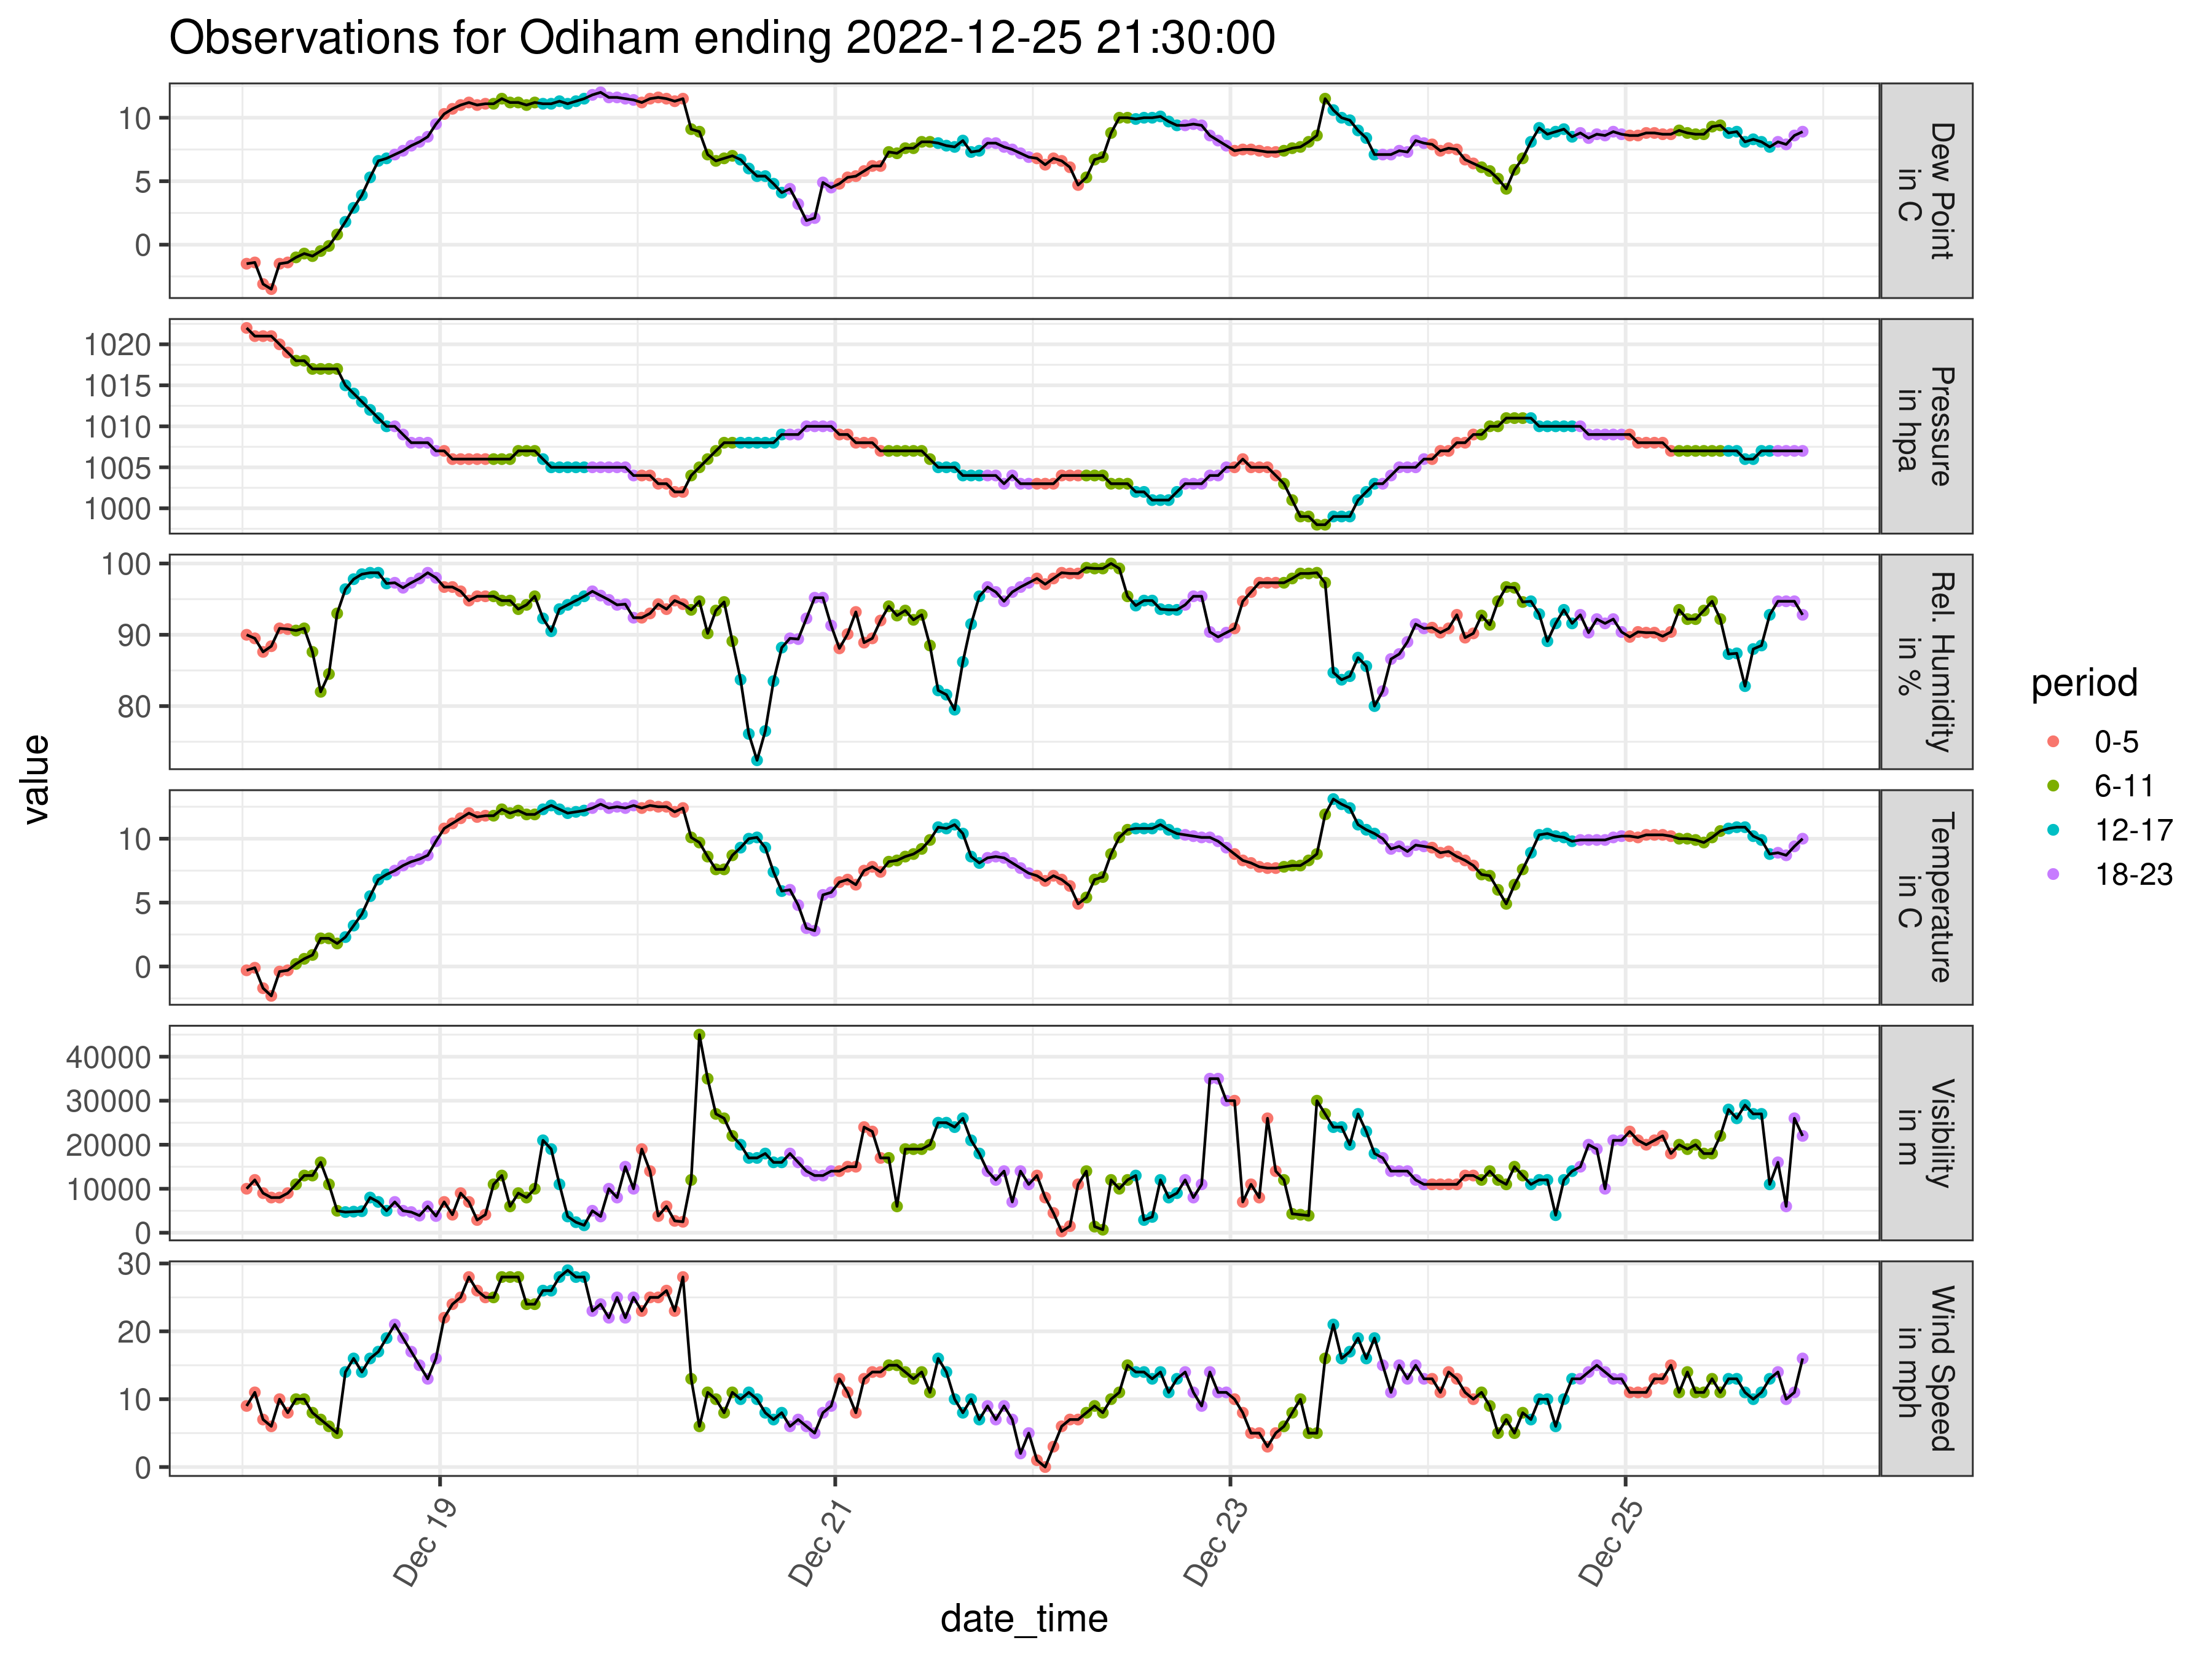 Observations for Odiham ending 2022-12-25 21:30:00
10
5
0
Dew Point
in C
1020
1015
1010
1005
1000
Pressure
in hpa
100
90
80
Rel. Humidity
in %
10
5
0
Temperature
in C
40000
30000
20000
10000
0
Visibility
in m
30
20
10
0
Wind Speed
in mph
value
Dec 19
Dec 21
Dec 23
Dec 25
date_time
period
0-5
6-11
12-17
18-23